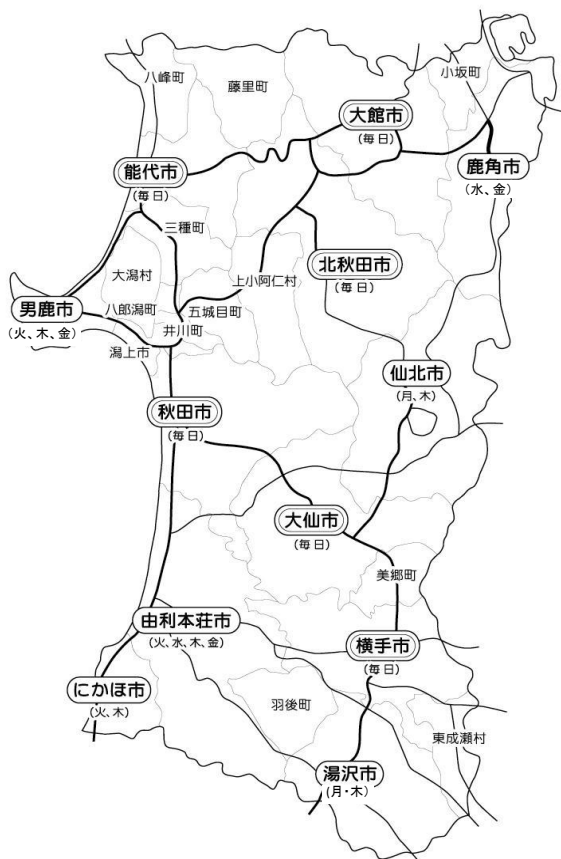 八峰町
藤里町
小坂町
大館市
(毎日)
能代市
(毎日)
鹿角市
(水、金)
三種町
大潟村
上小阿仁村
北秋田市
(毎日)
男鹿市
(火、木、金)
八郎潟町
五城目町
井川町
潟上市
仙北市
(月、木)
秋田市
(毎日)
大仙市
(毎日)
美郷町
由利本荘市
(火、水、木、金)
横手市
(毎日)
にかほ市
(火、木)
羽後町
東成瀬村
湯沢市
(月・木)